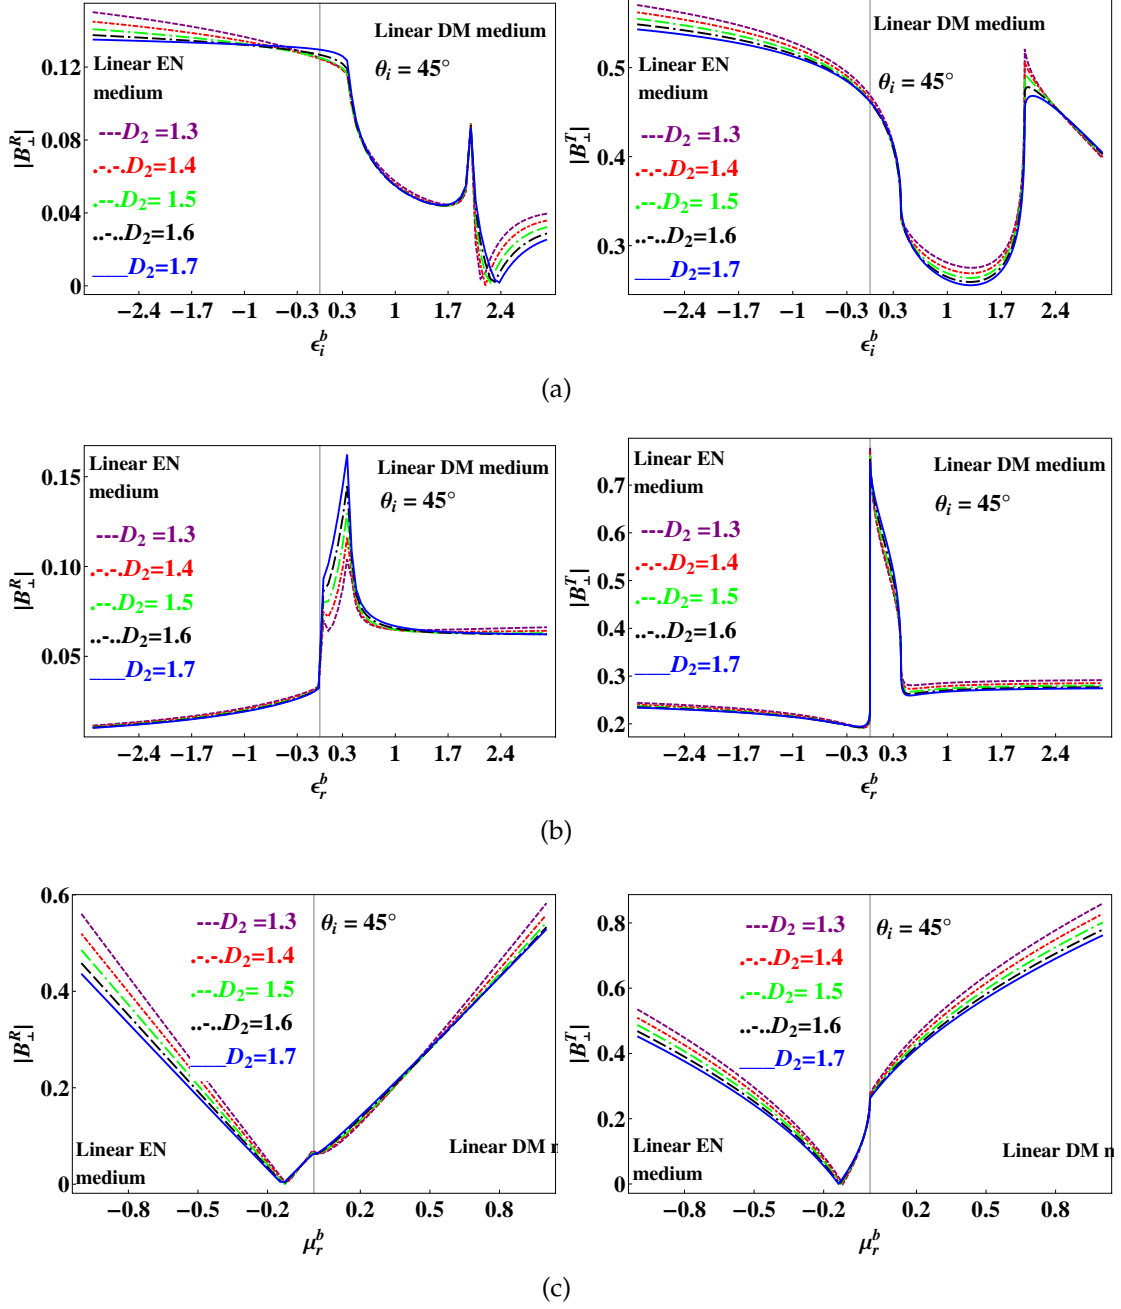 Linear DM medium
θi = 45°
Linear EN
medium
---D2 =1.3
.-.-.D2=1.4
.--.D2= 1.5
..-..D2=1.6
___D2=1.7
|B⊥R|
0.12
0.08
0.04
0
−2.4 −1.7 −1 −0.3 0.3 1 1.7 2.4
ϵib
Linear DM medium
θi = 45°
Linear EN
medium
---D2 =1.3
.-.-.D2=1.4
.--.D2= 1.5
..-..D2=1.6
___D2=1.7
|B⊥T|
0.5
0.4
0.3
−2.4 −1.7 −1 −0.3 0.3 1 1.7 2.4
ϵib
(a)
Linear EN
medium
Linear DM medium
θi = 45°
---D2 =1.3
.-.-.D2=1.4
.--.D2= 1.5
..-..D2=1.6
___D2=1.7
|B⊥R|
0.15
0.10
0.05
−2.4 −1.7 −1 −0.3 0.3 1 1.7 2.4
ϵrb
Linear EN
medium
Linear DM medium
θi = 45°
---D2 =1.3
.-.-.D2=1.4
.--.D2= 1.5
..-..D2=1.6
___D2=1.7
|B⊥T|
0.7
0.6
0.5
0.4
0.3
0.2
−2.4 −1.7 −1 −0.3 0.3 1 1.7 2.4
ϵrb
(b)
---D2 =1.3
.-.-.D2=1.4
.--.D2= 1.5
..-..D2=1.6
___D2=1.7
θi = 45°
Linear EN
medium
Linear DM n
|B⊥R|
0.6
0.4
0.2
0
−0.8 −0.5 −0.2 0.2 0.5 0.8
μrb
---D2 =1.3
.-.-.D2=1.4
.--.D2= 1.5
..-..D2=1.6
___D2=1.7
θi = 45°
Linear EN
medium
Linear DM n
|B⊥T|
0.8
0.6
0.4
0.2
0
−0.8 −0.5 −0.2 0.2 0.5 0.8
μrb
(c)